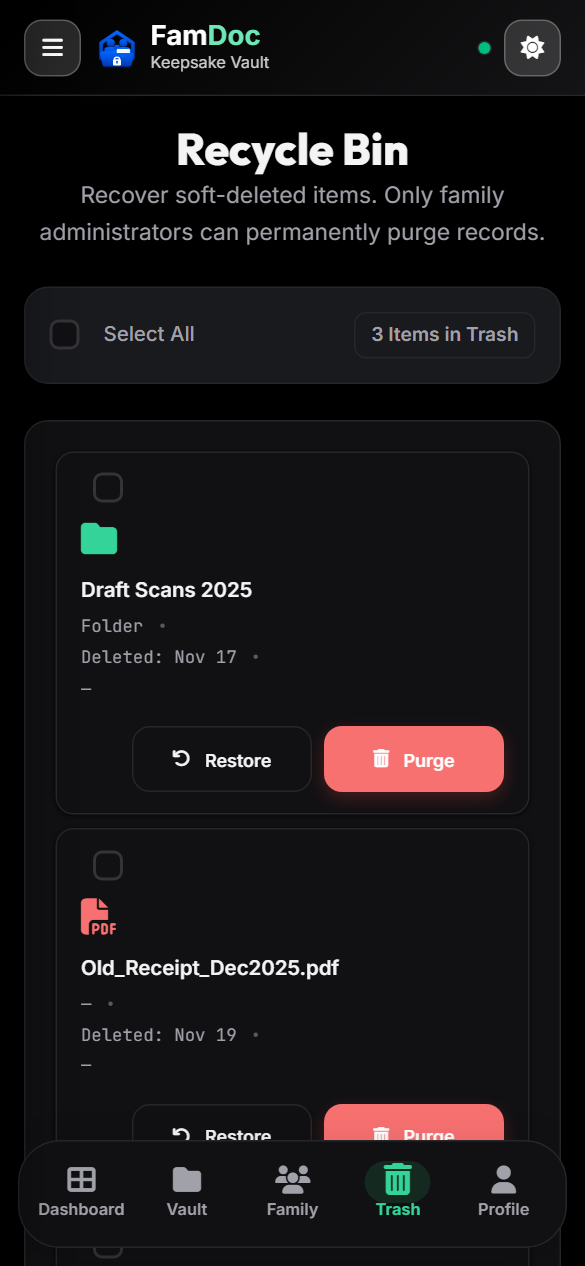 FamDoc
Keepsake Vault
Recycle Bin
Recover soft-deleted items. Only family
administrators can permanently purge records.
Select All
3 Items in Trash
Draft Scans 2025
Folder •
Deleted: Nov 17 •
—
Restore
Purge
PDF
Old_Receipt_Dec2025.pdf
— •
Deleted: Nov 19 •
—
Restore
Purge
Dashboard
Vault
Family
Trash
Profile